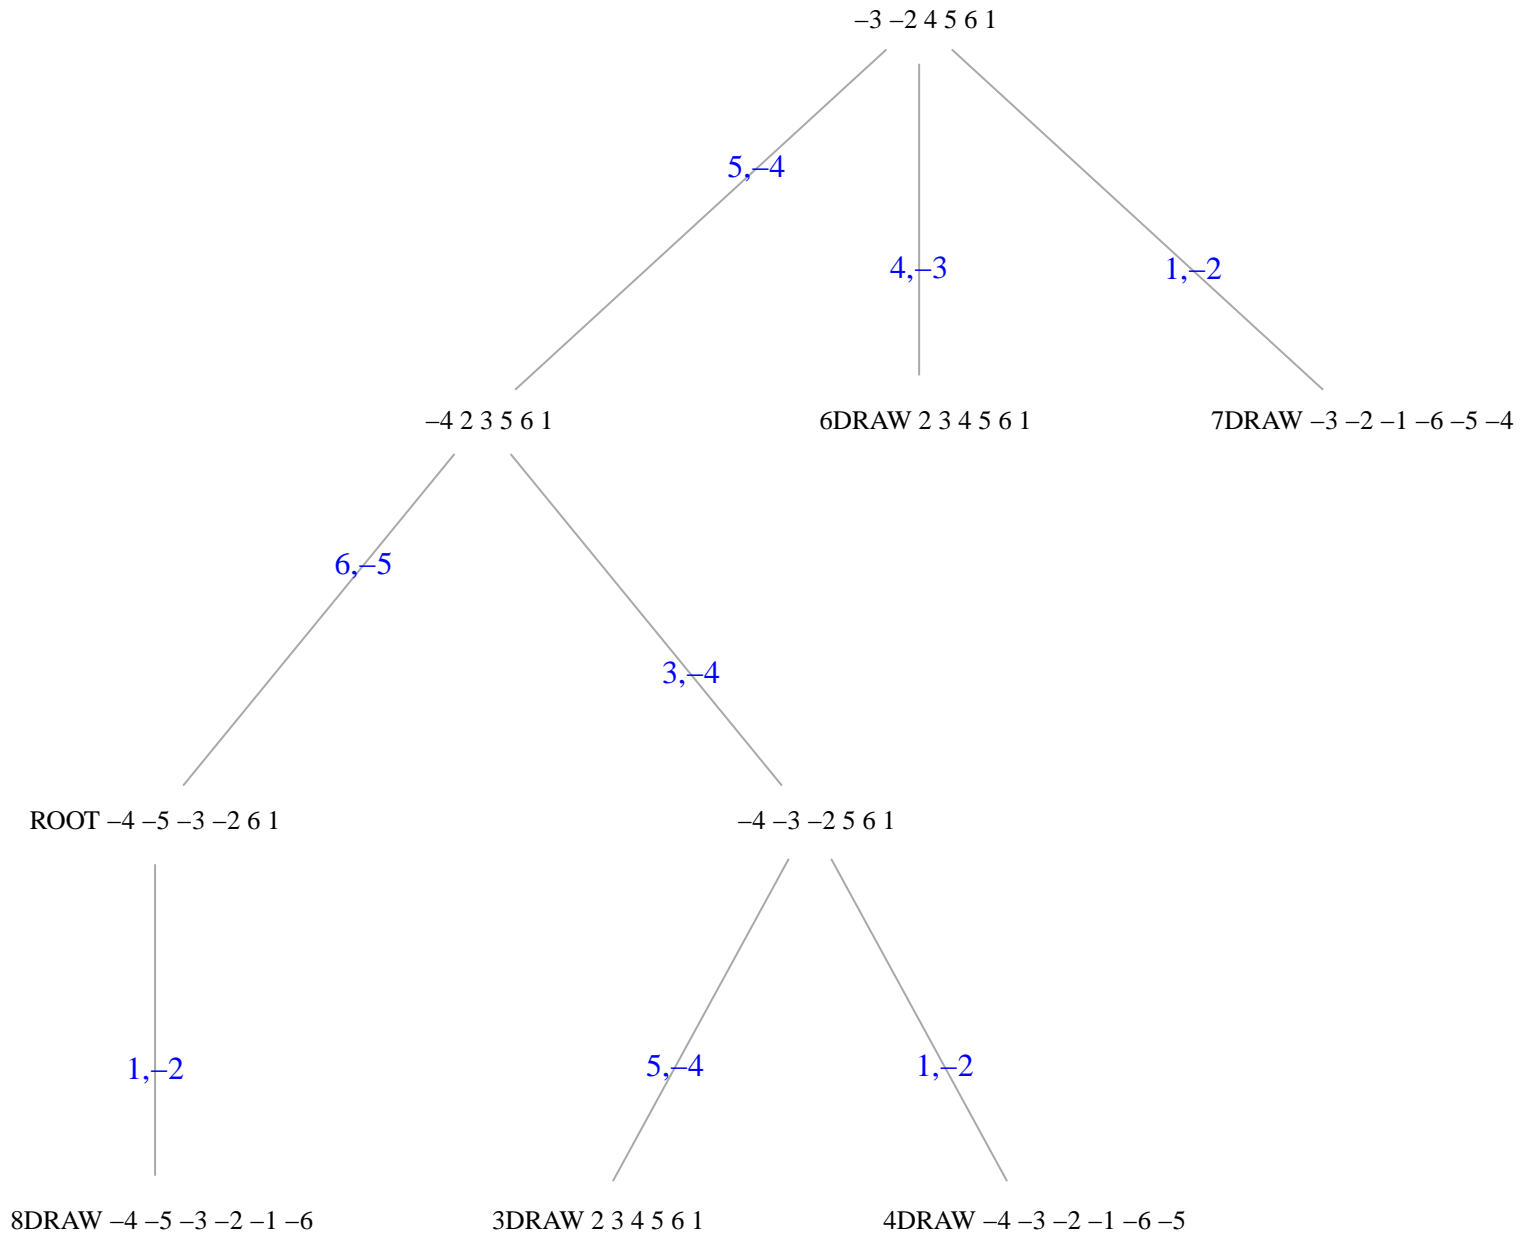 –3 –2 4 5 6 1
5,–4
4,–3
1,–2
–4 2 3 5 6 1
6DRAW 2 3 4 5 6 1
7DRAW –3 –2 –1 –6 –5 –4
6,–5
3,–4
ROOT –4 –5 –3 –2 6 1
–4 –3 –2 5 6 1
1,–2
5,–4
1,–2
8DRAW –4 –5 –3 –2 –1 –6
3DRAW 2 3 4 5 6 1
4DRAW –4 –3 –2 –1 –6 –5